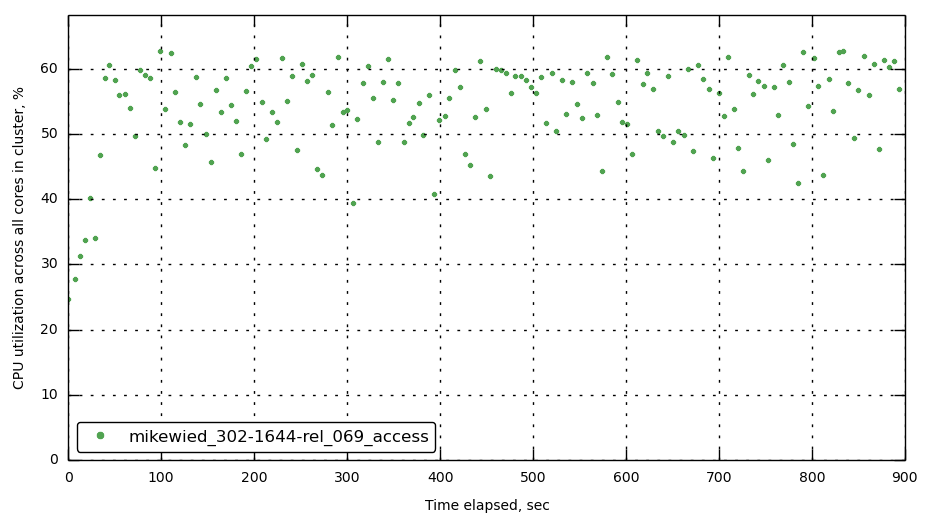 CPU utilization across all cores in cluster, %
60
50
40
30
20
10
0
mikewied_302-1644-rel_069_access
0 100 200 300 400 500 600 700 800 900
Time elapsed, sec